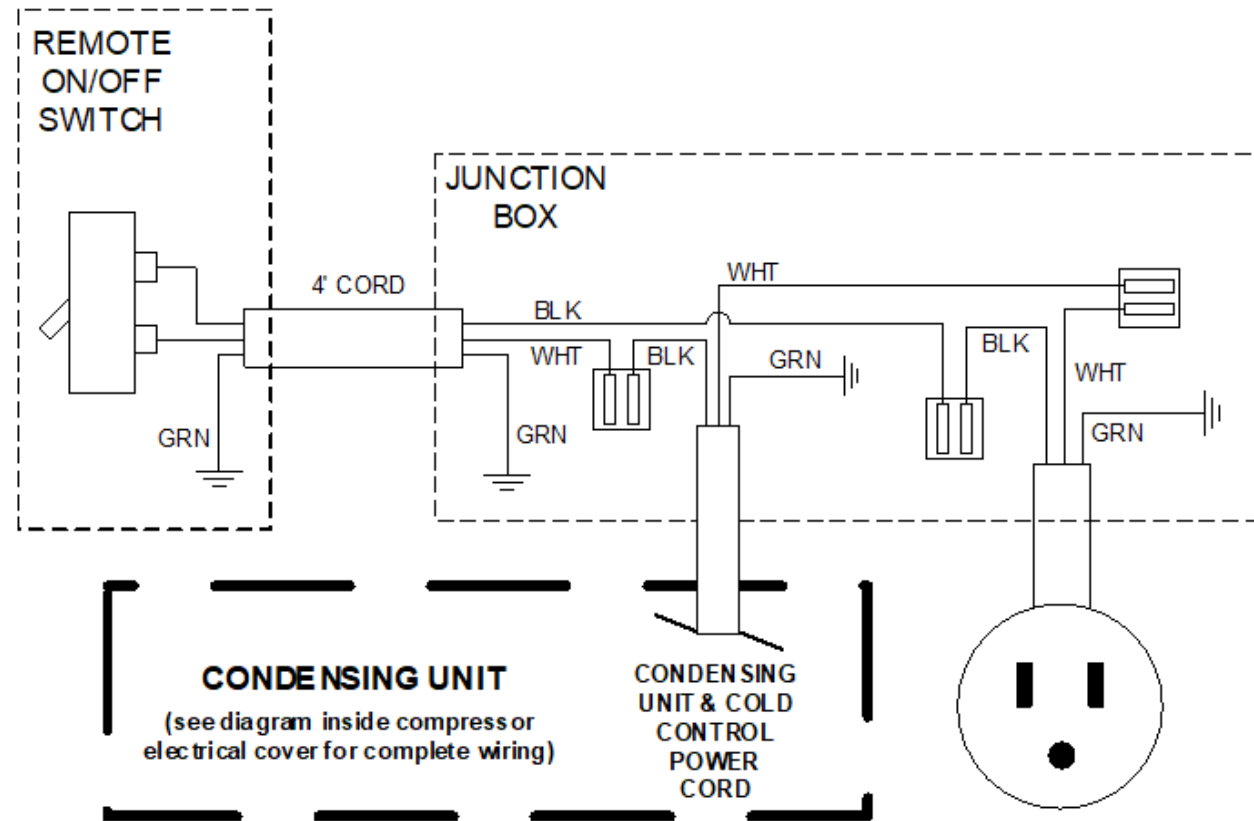 REMOTE
ON/OFF
SWITCH
JUNCTION
BOX
4' CORD
WHT
BLK
WHT
BLK
GRN
BLK
WHT
GRN
GRN
GRN
CONDENSING UNIT
(see diagram inside compressor
electrical cover for complete wiring)
CONDENSING
UNIT & COLD
CONTROL
POWER
CORD